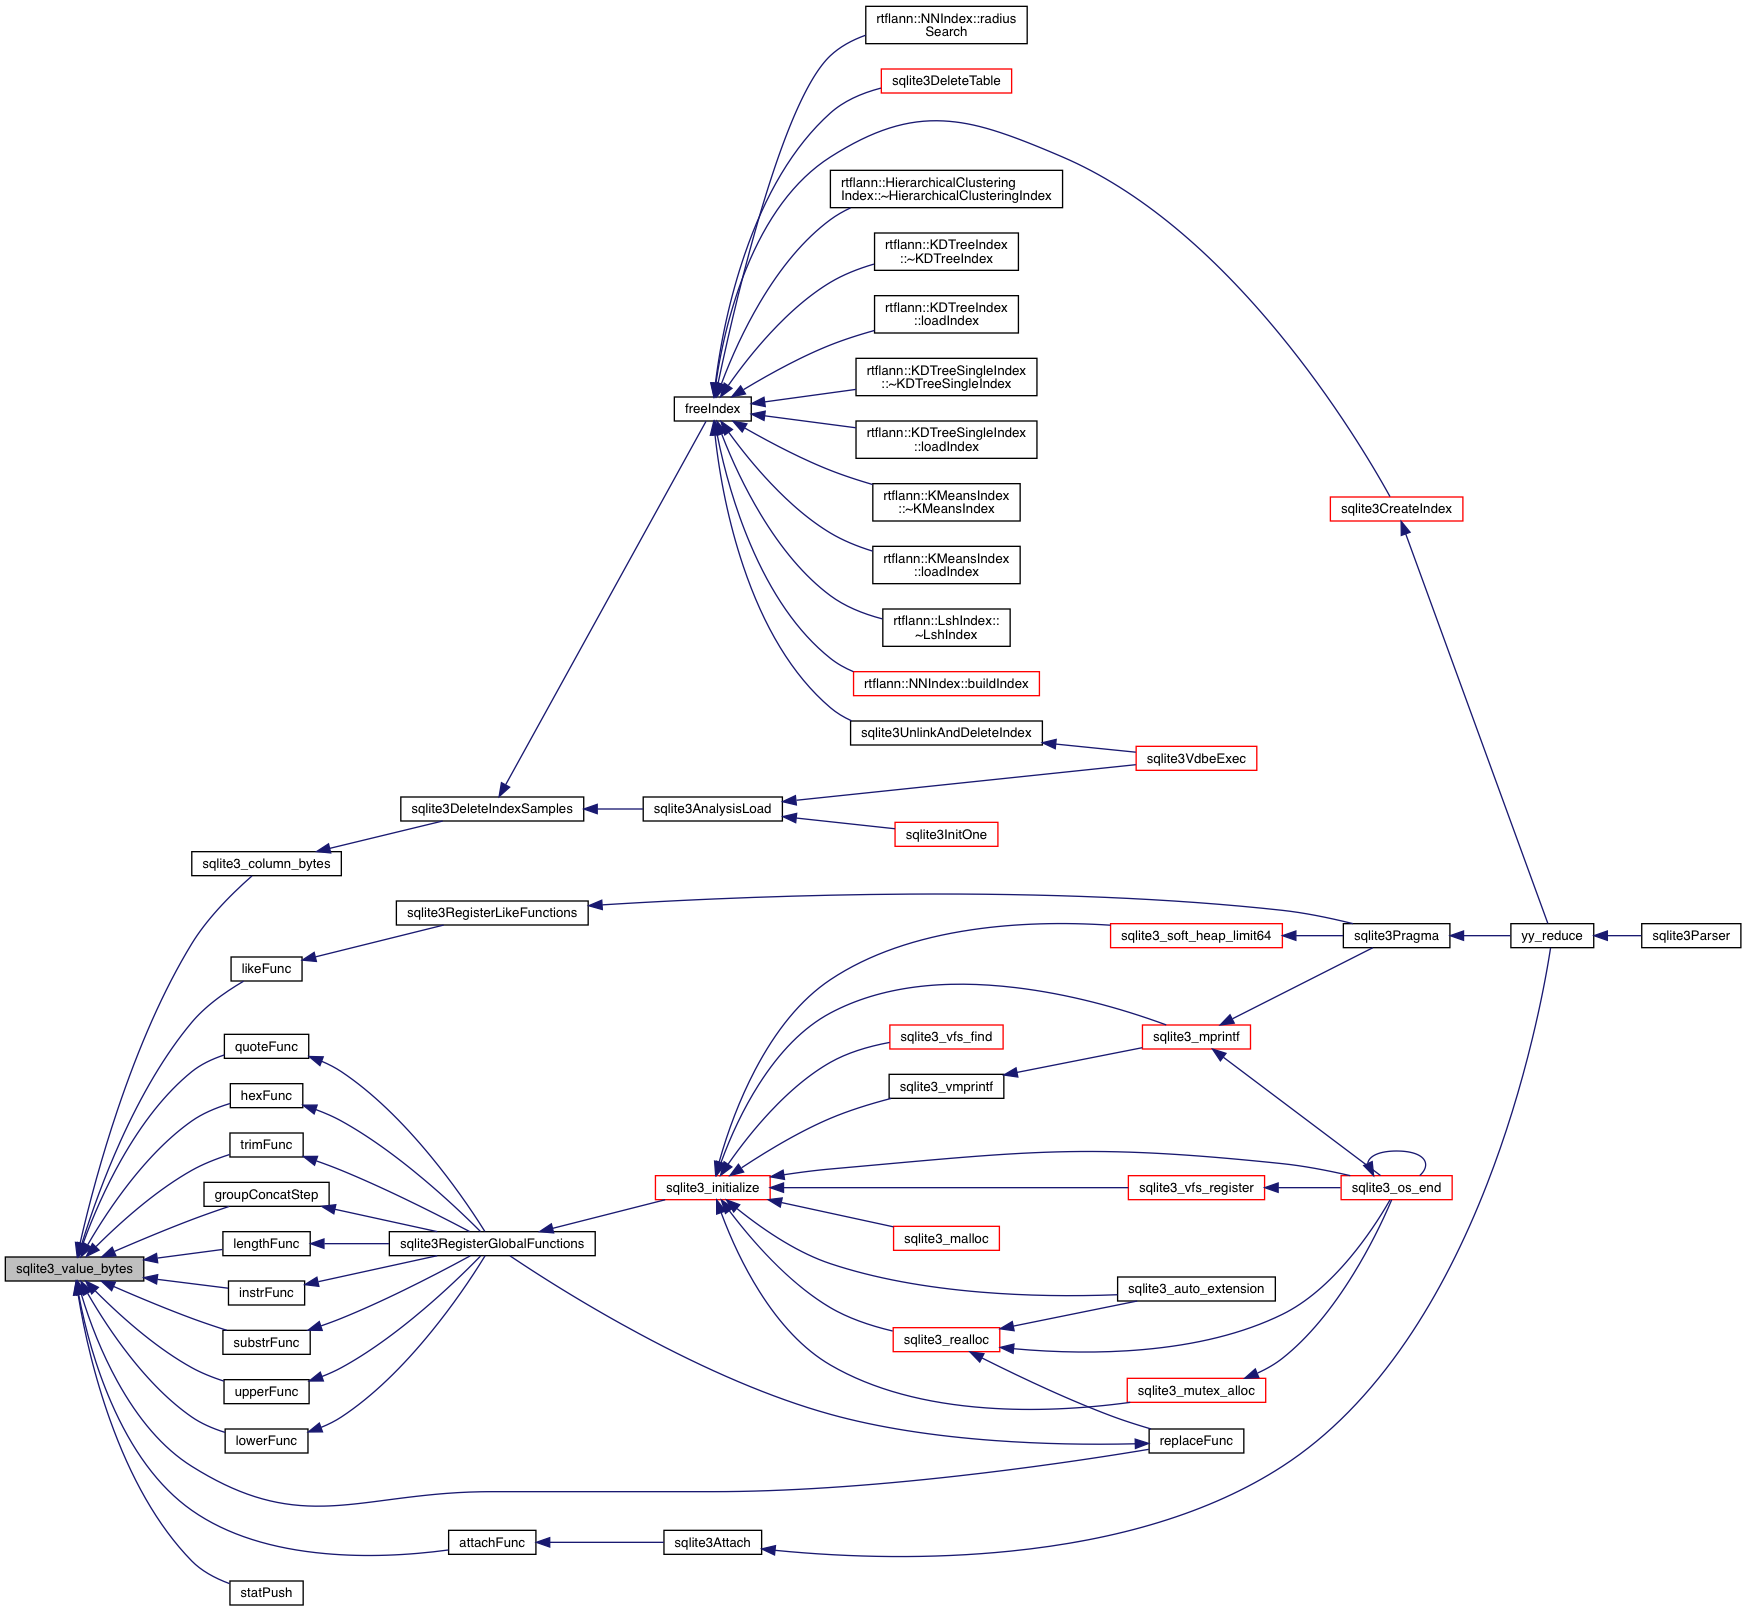 rtflann::NNIndex::radius
Search
sqlite3DeleteTable
rtflann::HierarchicalClustering
Index::~HierarchicalClusteringIndex
rtflann::KDTreeIndex
::~KDTreeIndex
rtflann::KDTreeIndex
::loadIndex
rtflann::KDTreeSingleIndex
::~KDTreeSingleIndex
freeIndex
rtflann::KDTreeSingleIndex
::loadIndex
rtflann::KMeansIndex
::~KMeansIndex
sqlite3CreateIndex
rtflann::KMeansIndex
::loadIndex
rtflann::LshIndex::
~LshIndex
rtflann::NNIndex::buildIndex
sqlite3UnlinkAndDeleteIndex
sqlite3VdbeExec
sqlite3DeleteIndexSamples
sqlite3AnalysisLoad
sqlite3InitOne
sqlite3_column_bytes
sqlite3RegisterLikeFunctions
sqlite3_soft_heap_limit64
sqlite3Pragma
yy_reduce
sqlite3Parser
likeFunc
quoteFunc
sqlite3_vfs_find
sqlite3_mprintf
hexFunc
sqlite3_vmprintf
trimFunc
groupConcatStep
sqlite3_initialize
sqlite3_vfs_register
sqlite3_os_end
lengthFunc
sqlite3RegisterGlobalFunctions
sqlite3_malloc
sqlite3_value_bytes
instrFunc
sqlite3_auto_extension
substrFunc
sqlite3_realloc
upperFunc
sqlite3_mutex_alloc
lowerFunc
replaceFunc
attachFunc
sqlite3Attach
statPush